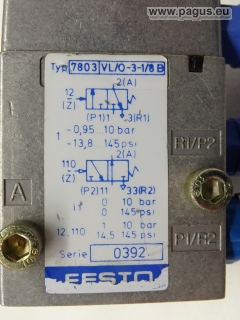 © www.pagus.eu
Typ 7803 VL/O-3-1/8 B
2(A)
12
(Z)
(P1)1 3(R1)
1 -0,95 10 bar
-13,8 145 psi
2(A)
110
(Z)
(P2)11 33(R2)
11 0 10 bar
0 145 psi
12,110 1 10 bar
14,5 145 psi
Serie 0392
FESTO
A
R1/P2
P1/R2